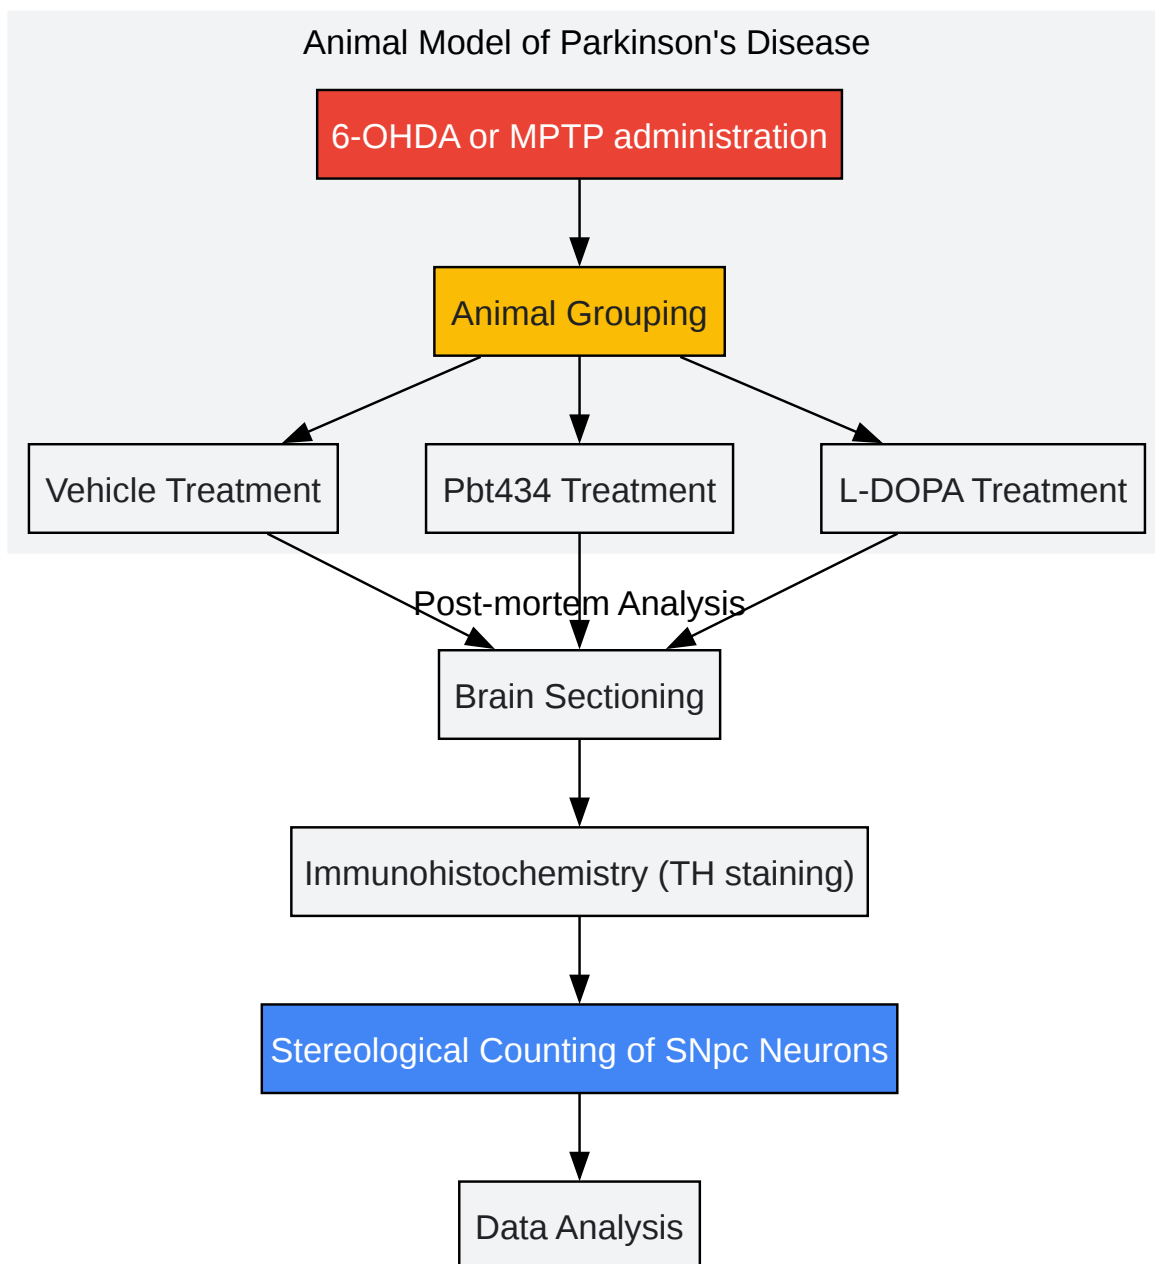 Animal Model of Parkinson's Disease
6-OHDA or MPTP administration
Animal Grouping
Vehicle Treatment
Pbt434 Treatment
L-DOPA Treatment
Post-mortem Analysis
Brain Sectioning
Immunohistochemistry (TH staining)
Stereological Counting of SNpc Neurons
Data Analysis